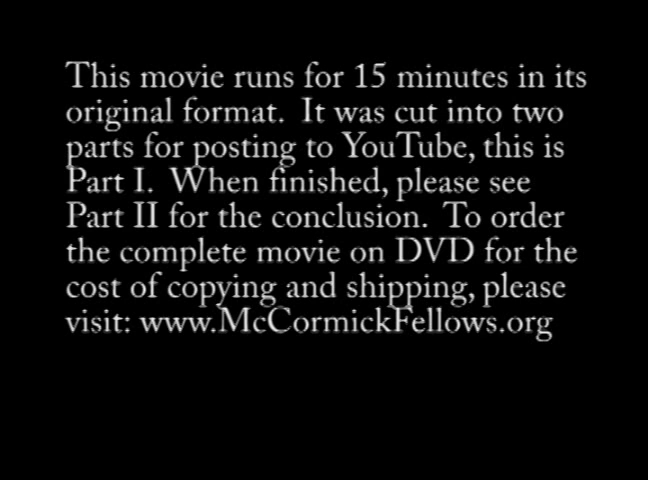 This movie runs for 15 minutes in its
original format.  It was cut into two
parts for posting to YouTube, this is
Part I.  When finished, please see
Part II for the conclusion.  To order
the complete movie on DVD for the
cost of copying and shipping, please
visit: www.McCormickFellows.org